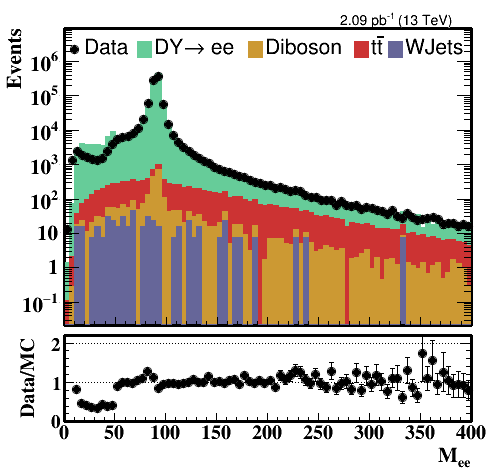 2.09 pb⁻¹ (13 TeV)
Events
Data DY→ ee Diboson tt̄ WJets
10⁶
10⁵
10⁴
10³
10²
10
1
10⁻¹
Data/MC
2
1
0
0 50 100 150 200 250 300 350 400
Mₑₑ